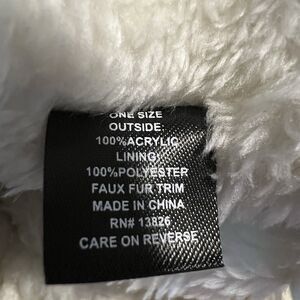 ONE SIZE
OUTSIDE:
100%ACRYLIC
LINING:
100%POLYESTER
FAUX FUR TRIM
MADE IN CHINA
RN# 13826
CARE ON REVERSE